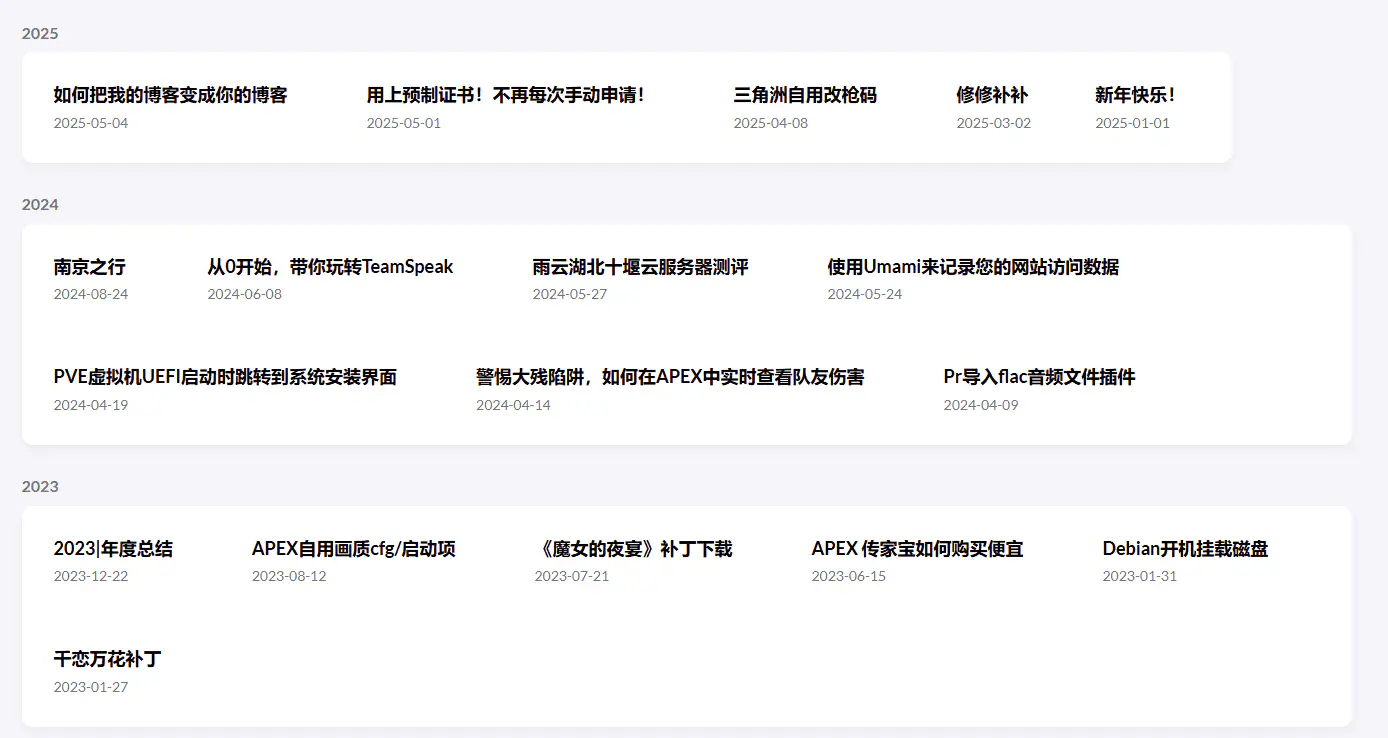 2025
如何把我的博客变成你的博客 用上预制证书！不再每次手动申请！ 三角洲自用改枪码 修修补补 新年快乐！
2025-05-04 2025-05-01 2025-04-08 2025-03-02 2025-01-01
2024
南京之行 从0开始，带你玩转TeamSpeak 雨云湖北十堰云服务器测评 使用Umami来记录您的网站访问数据
2024-08-24 2024-06-08 2024-05-27 2024-05-24
PVE虚拟机UEFI启动时跳转到系统安装界面 警惕大残陷阱，如何在APEX中实时查看队友伤害 Pr导入flac音频文件插件
2024-04-19 2024-04-14 2024-04-09
2023
2023|年度总结 APEX自用画质cfg/启动项 《魔女的夜宴》补丁下载 APEX 传家宝如何购买便宜 Debian开机挂载磁盘
2023-12-22 2023-08-12 2023-07-21 2023-06-15 2023-01-31
千恋万花补丁
2023-01-27